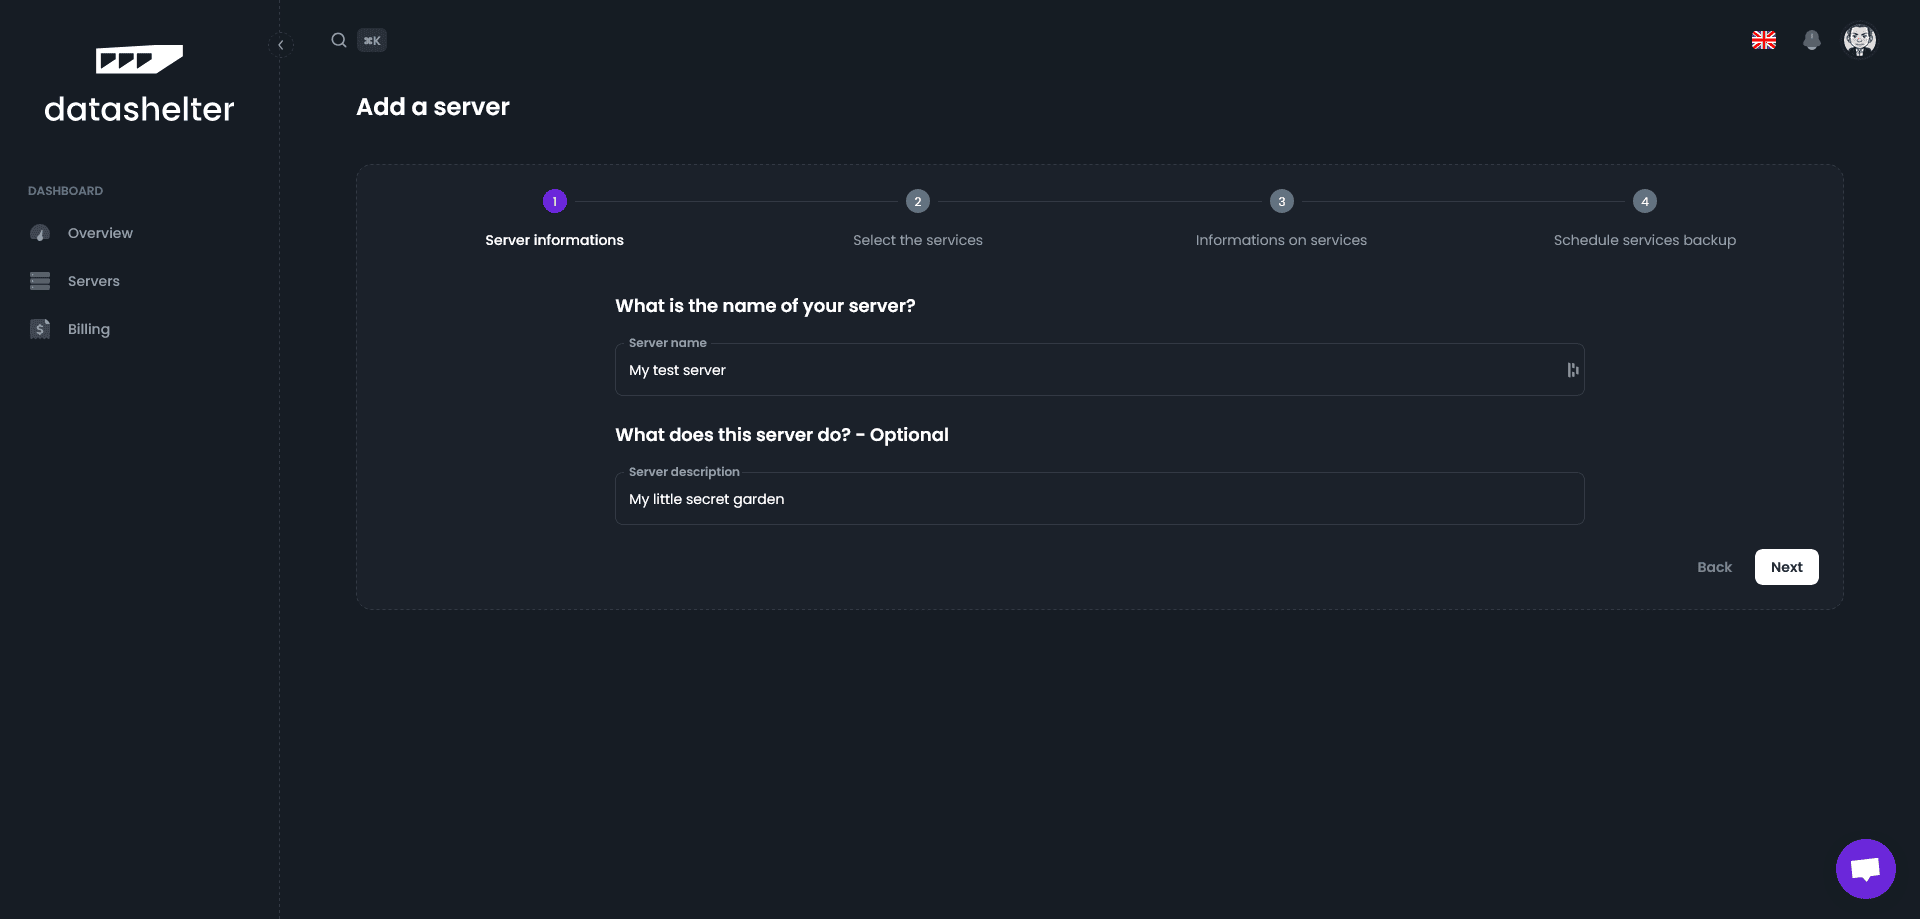 datashelter
⌘K
Add a server
DASHBOARD
Overview
Servers
Billing
1
2
3
4
Server informations
Select the services
Informations on services
Schedule services backup
What is the name of your server?
Server name
My test server
What does this server do? - Optional
Server description
My little secret garden
Back
Next